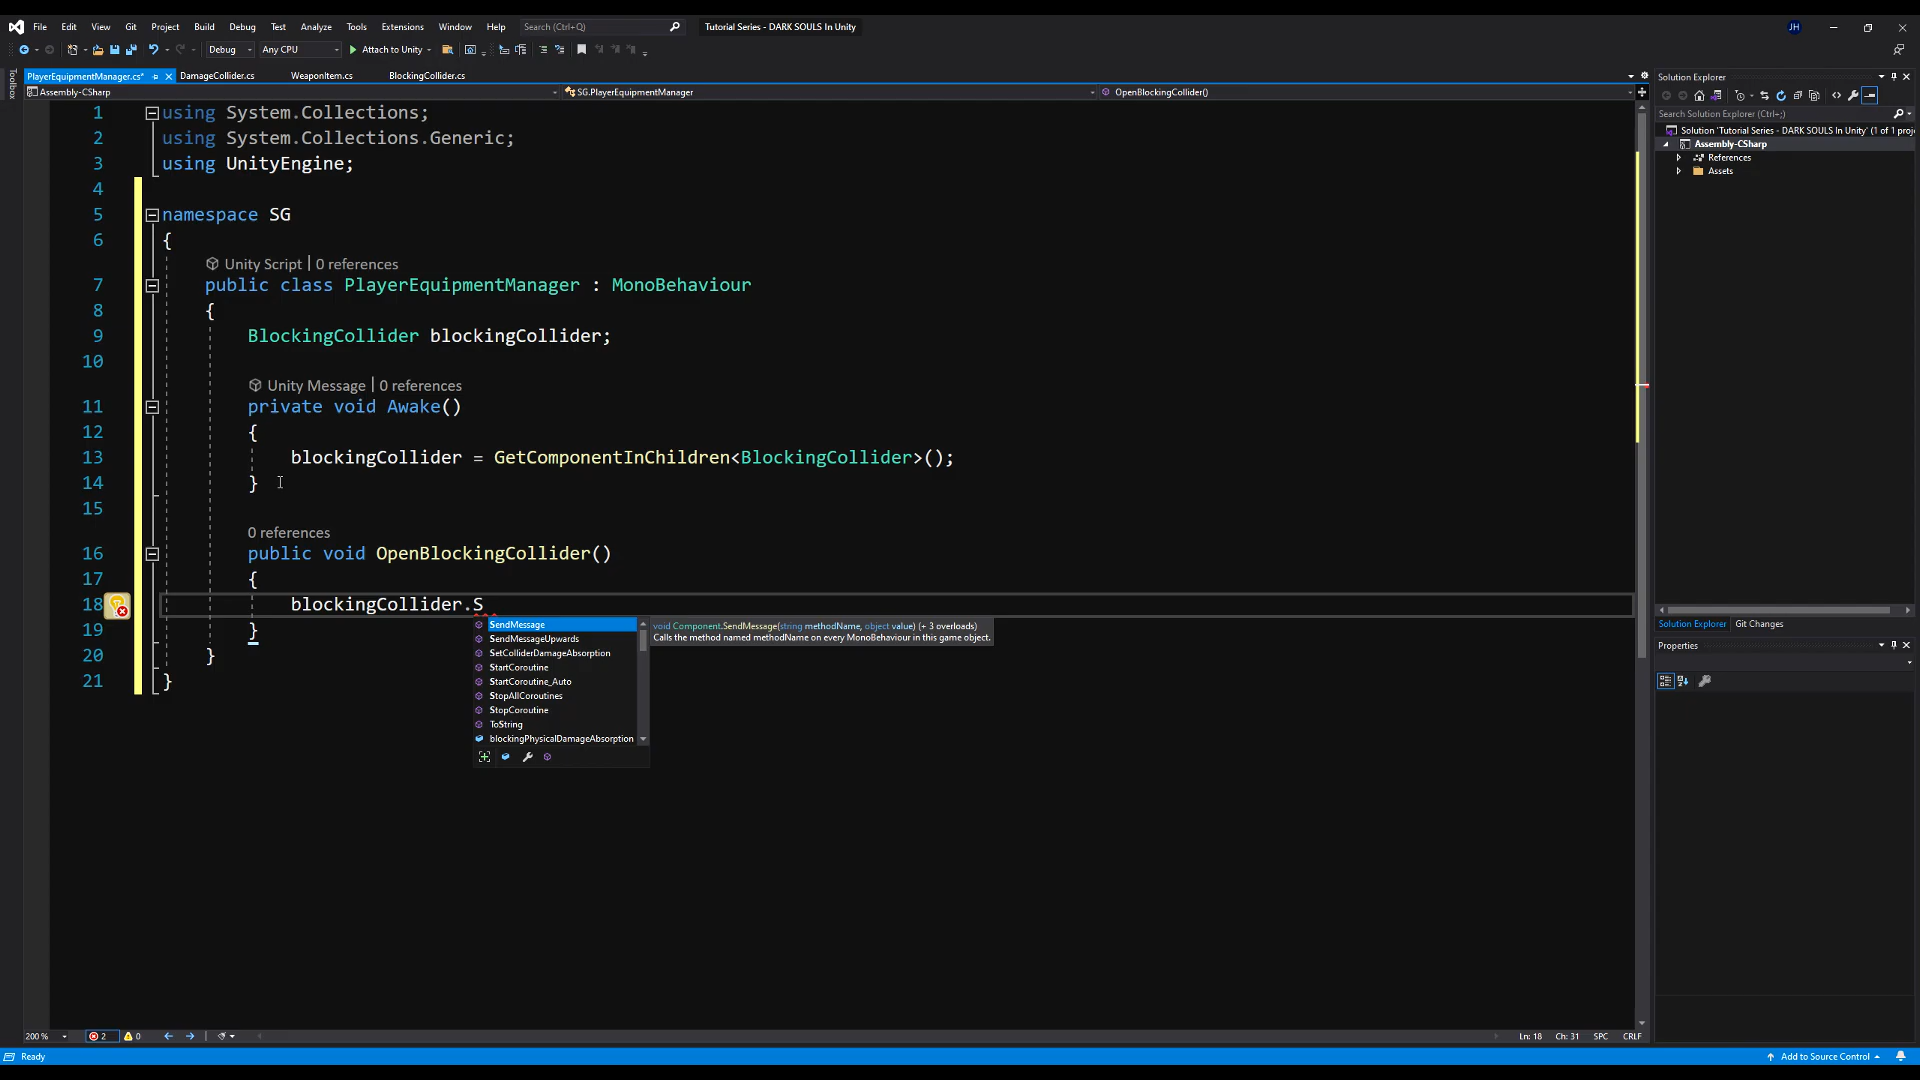 File Edit View Git Project Build Debug Test Analyze Tools Extensions Window Help Search (Ctrl+Q) Tutorial Series - DARK SOULS In Unity JH
Debug Any CPU Attach to Unity
PlayerEquipmentManager.cs* DamageCollider.cs WeaponItem.cs BlockingCollider.cs
Toolbox
Assembly-CSharp SG.PlayerEquipmentManager OpenBlockingCollider()
1 using System.Collections;
2 using System.Collections.Generic;
3 using UnityEngine;
4
5 namespace SG
6 {
Unity Script | 0 references
7 public class PlayerEquipmentManager : MonoBehaviour
8 {
9 BlockingCollider blockingCollider;
10
Unity Message | 0 references
11 private void Awake()
12 {
13 blockingCollider = GetComponentInChildren<BlockingCollider>();
14 }
15
0 references
16 public void OpenBlockingCollider()
17 {
18 blockingCollider.S
19 }
20 }
21 }
SendMessage
SendMessageUpwards
SetColliderDamageAbsorption
StartCoroutine
StartCoroutine_Auto
StopAllCoroutines
StopCoroutine
ToString
blockingPhysicalDamageAbsorption
void Component.SendMessage(string methodName, object value) (+ 3 overloads)
Calls the method named methodName on every MonoBehaviour in this game object.
Solution Explorer
Search Solution Explorer (Ctrl+;)
Solution 'Tutorial Series - DARK SOULS In Unity' (1 of 1 proj
Assembly-CSharp
References
Assets
Solution Explorer Git Changes
Properties
200 % 2 0 Ln: 18 Ch: 31 SPC CRLF
Ready Add to Source Control